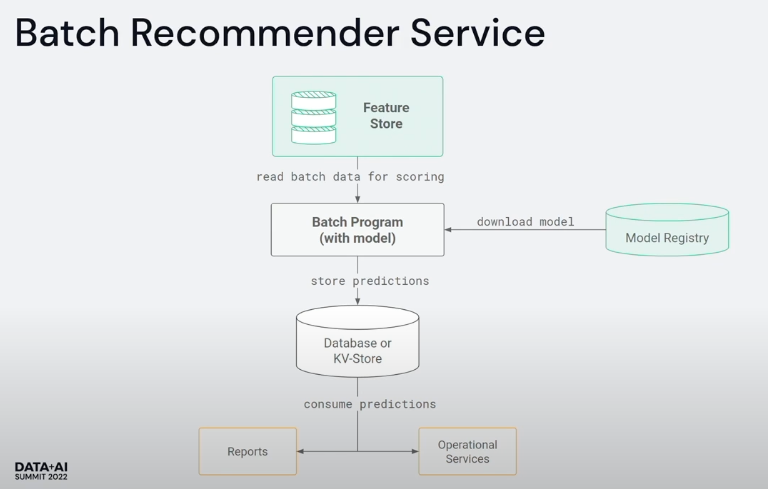 Batch Recommender Service
Feature
Store
read batch data for scoring
Batch Program
(with model)
download model
Model Registry
store predictions
Database or
KV-Store
consume predictions
Reports
Operational
Services
DATA+AI
SUMMIT 2022